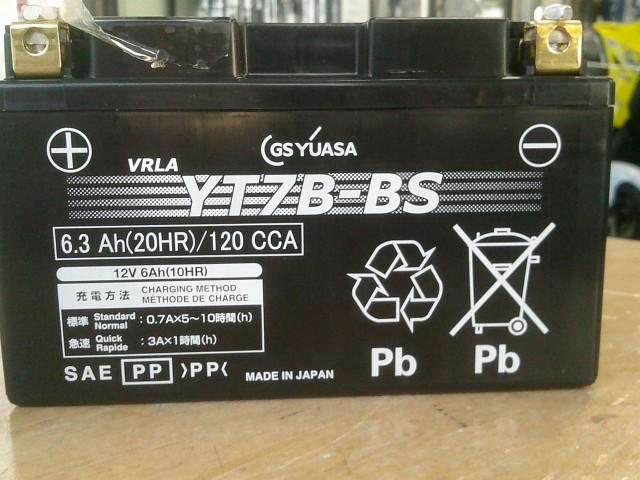 GS YUASA
VRLA
YT7B-BS
6.3 Ah(20HR)/120 CCA
12V 6Ah(10HR)
充電方法 CHARGING METHOD
MÉTHODE DE CHARGE
標準 Standard Normal : 0.7A×5～10時間(h)
急速 Quick Rapide : 3A×1時間(h)
SAE PP >PP<
MADE IN JAPAN
Pb
Pb